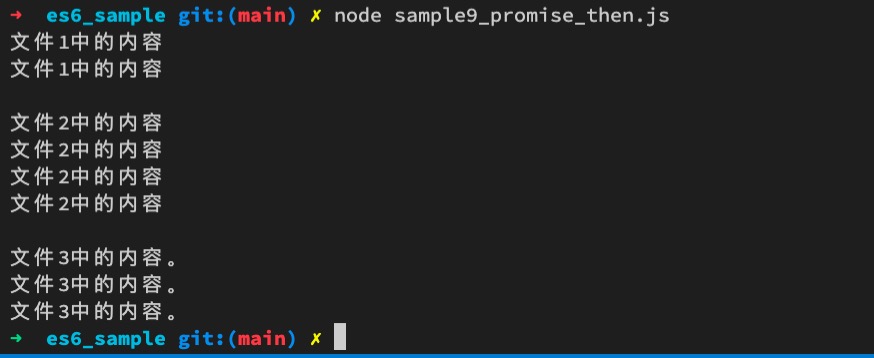 ➜ es6_sample git:(main) ✗ node sample9_promise_then.js
文件1中的内容
文件1中的内容
文件2中的内容
文件2中的内容
文件2中的内容
文件2中的内容
文件3中的内容。
文件3中的内容。
文件3中的内容。
➜ es6_sample git:(main) ✗